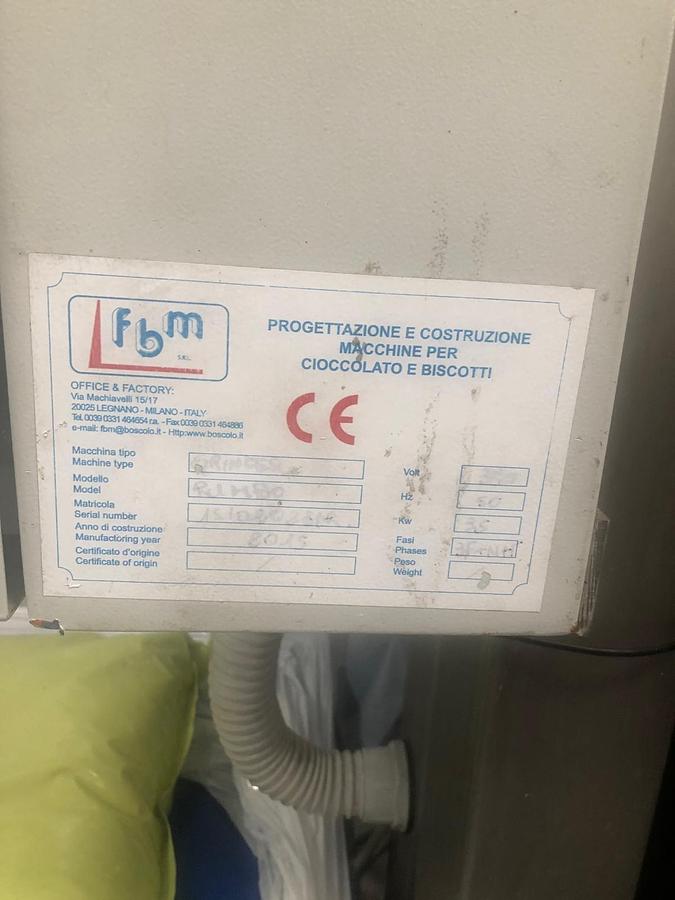 fbm
S.R.L.
PROGETTAZIONE E COSTRUZIONE
MACCHINE PER
CIOCCOLATO E BISCOTTI
OFFICE & FACTORY:
Via Machiavelli 15/17
20025 LEGNANO - MILANO - ITALY
Tel. 0039 0331 464654 r.a. - Fax 0039 0331 464886
e-mail: fbm@boscolo.it - Http:www.boscolo.it
CE
Macchina tipo
Machine type GRINDER
Modello
Model
Matricola
Serial number
Anno di costruzione
Manufacturing year 2015
Certificato d'origine
Certificate of origin
Volt
Hz 50
Kw
Fasi
Phases
Peso
Weight